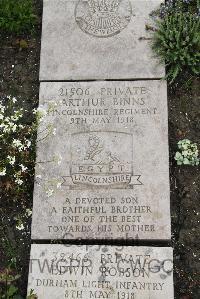 21506 PRIVATE
ARTHUR BINNS
LINCOLNSHIRE REGIMENT
9TH MAY 1918
EGYPT
LINCOLNSHIRE
A DEVOTED SON
A FAITHFUL BROTHER
ONE OF THE BEST
TOWARDS HIS MOTHER
PRIVATE
EDWIN ROBSON
DURHAM LIGHT INFANTRY
8TH MAY 1918